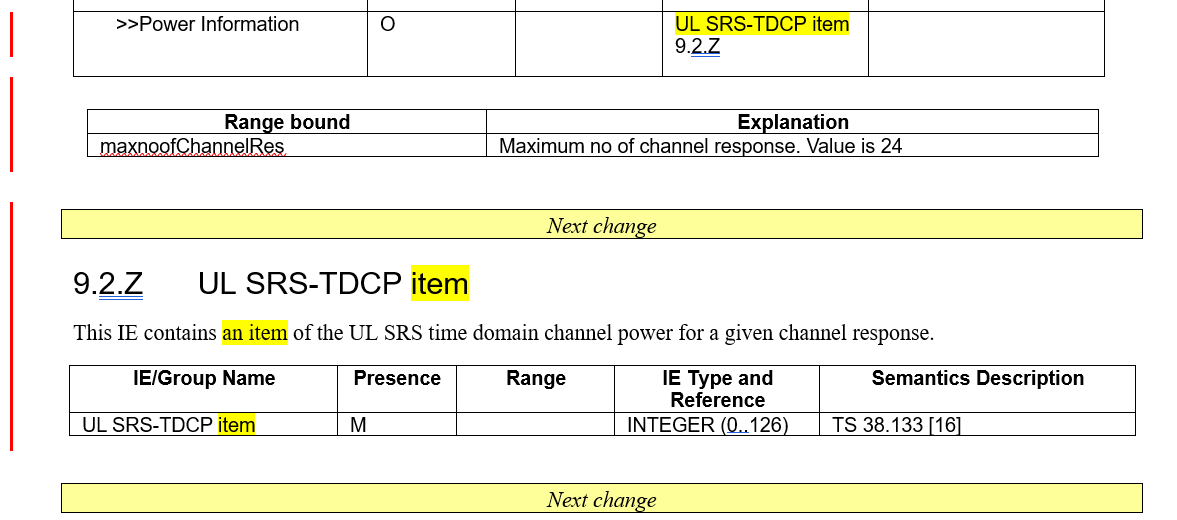 >>Power Information O UL SRS-TDCP item
9.2.Z
Range bound Explanation
maxnoofChannelRes Maximum no of channel response. Value is 24
Next change
9.2.Z UL SRS-TDCP item
This IE contains an item of the UL SRS time domain channel power for a given channel response.
IE/Group Name Presence Range IE Type and Semantics Description
Reference
UL SRS-TDCP item M INTEGER (0..126) TS 38.133 [16]
Next change